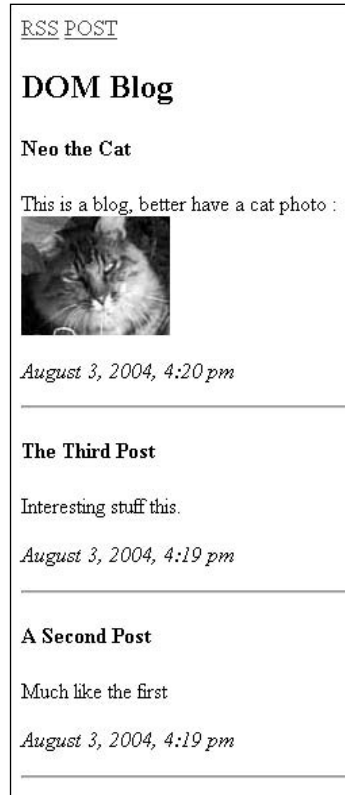 RSS POST
DOM Blog
Neo the Cat
This is a blog, better have a cat photo :
August 3, 2004, 4:20 pm
The Third Post
Interesting stuff this.
August 3, 2004, 4:19 pm
A Second Post
Much like the first
August 3, 2004, 4:19 pm